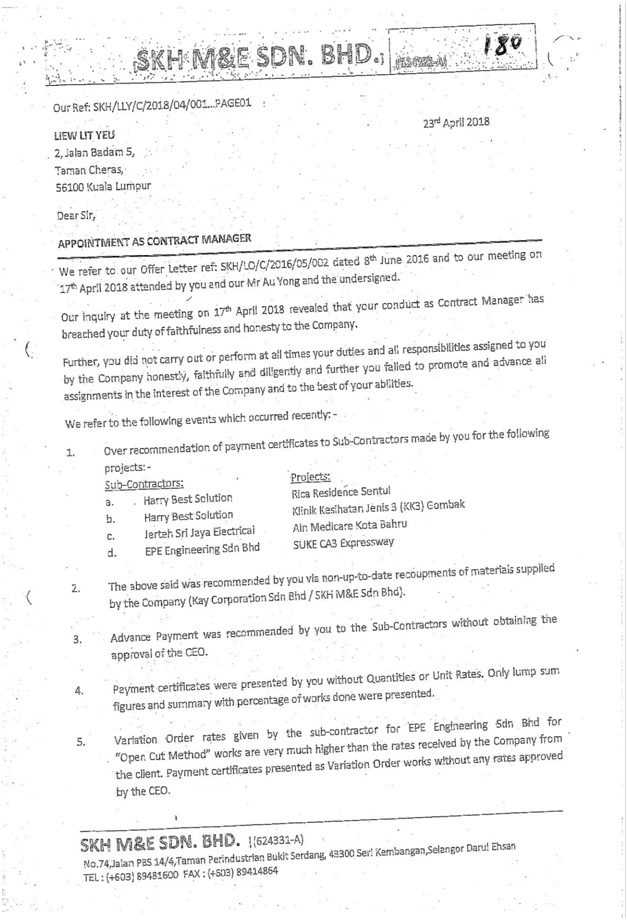 SKH M&E SDN. BHD. (624331-A)
180
Our Ref: SKH/LLY/C/2018/04/001...PAGE01
23rd April 2018
LIEW LIT YEU
2, Jalan Badam 5,
Taman Cheras,
56100 Kuala Lumpur
Dear Sir,
APPOINTMENT AS CONTRACT MANAGER
We refer to our Offer Letter ref: SKH/LO/C/2016/05/002 dated 8th June 2016 and to our meeting on
17th April 2018 attended by you and our Mr Au Yong and the undersigned.
Our inquiry at the meeting on 17th April 2018 revealed that your conduct as Contract Manager has
breached your duty of faithfulness and honesty to the Company.
Further, you did not carry out or perform at all times your duties and all responsibilities assigned to you
by the Company honestly, faithfully and diligently and further you failed to promote and advance all
assignments in the interest of the Company and to the best of your abilities.
We refer to the following events which occurred recently: -
1. Over recommendation of payment certificates to Sub-Contractors made by you for the following
projects: -
Sub-Contractors: Projects:
a. Harry Best Solution Rica Residence Sentul
b. Harry Best Solution Klinik Kesihatan Jenis 3 (KK3) Gombak
c. Jerteh Sri Jaya Electrical Ain Medicare Kota Bahru
d. EPE Engineering Sdn Bhd SUKE CA3 Expressway
2. The above said was recommended by you via non-up-to-date recoupments of materials supplied
by the Company (Kay Corporation Sdn Bhd / SKH M&E Sdn Bhd).
3. Advance Payment was recommended by you to the Sub-Contractors without obtaining the
approval of the CEO.
4. Payment certificates were presented by you without Quantities or Unit Rates. Only lump sum
figures and summary with percentage of works done were presented.
5. Variation Order rates given by the sub-contractor for EPE Engineering Sdn Bhd for
"Open Cut Method" works are very much higher than the rates received by the Company from
the client. Payment certificates presented as Variation Order works without any rates approved
by the CEO.
SKH M&E SDN. BHD. (624331-A)
No.74,Jalan PBS 14/4,Taman Perindustrian Bukit Serdang, 43300 Seri Kembangan,Selangor Darul Ehsan
TEL : (+603) 89481600 FAX : (+603) 89414864